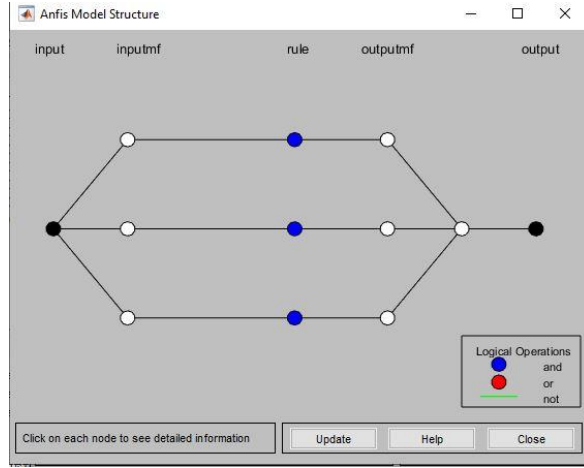 Anfis Model Structure
input inputmf rule outputmf output
Logical Operations
and
or
not
Click on each node to see detailed information
Update Help Close